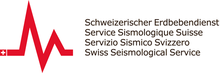 Schweizerischer Erdbebendienst
Service Sismologique Suisse
Servizio Sismico Svizzero
Swiss Seismological Service